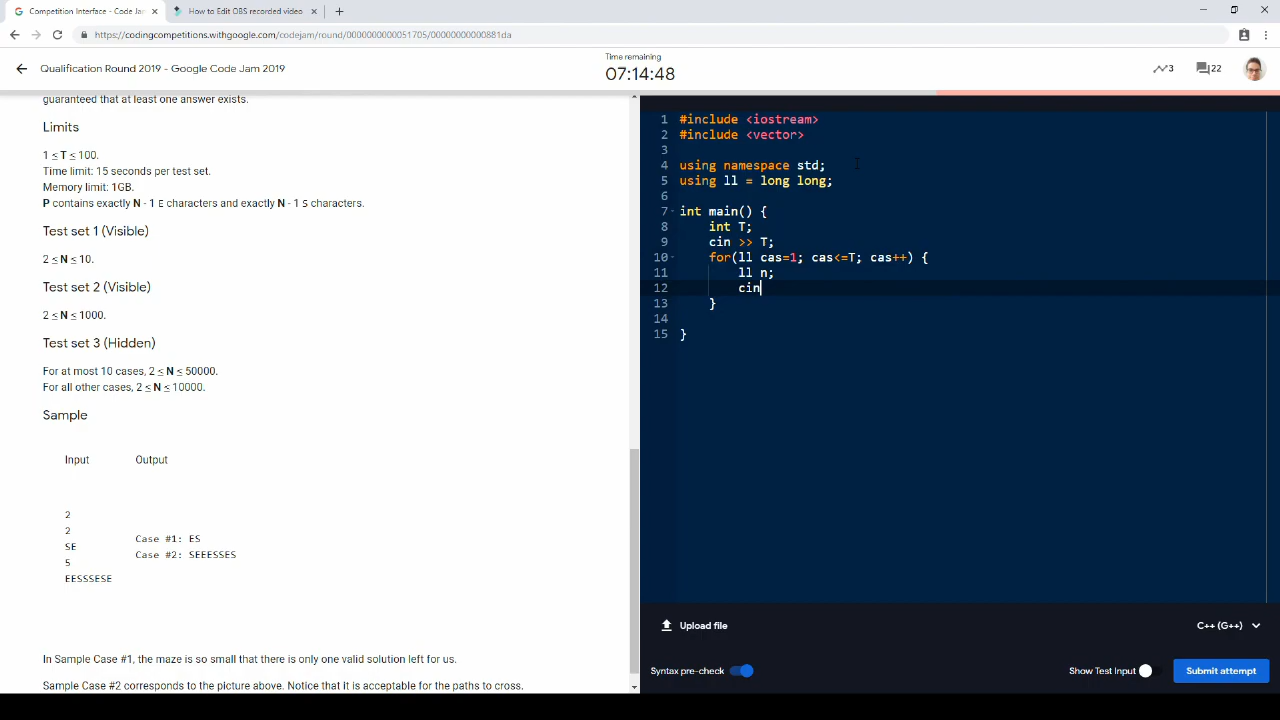 Competition Interface - Code Jam
How to Edit OBS recorded video
https://codingcompetitions.withgoogle.com/codejam/round/0000000000051705/00000000000881da
Qualification Round 2019 - Google Code Jam 2019
Time remaining
07:14:48
3
22
guaranteed that at least one answer exists.
Limits
1 ≤ T ≤ 100.
Time limit: 15 seconds per test set.
Memory limit: 1GB.
P contains exactly N - 1 E characters and exactly N - 1 S characters.
Test set 1 (Visible)
2 ≤ N ≤ 10.
Test set 2 (Visible)
2 ≤ N ≤ 1000.
Test set 3 (Hidden)
For at most 10 cases, 2 ≤ N ≤ 50000.
For all other cases, 2 ≤ N ≤ 10000.
Sample
Input Output
2
2
SE
5
EESSSESE
Case #1: ES
Case #2: SEEESSES
In Sample Case #1, the maze is so small that there is only one valid solution left for us.
Sample Case #2 corresponds to the picture above. Notice that it is acceptable for the paths to cross.
1 #include <iostream>
2 #include <vector>
3
4 using namespace std;
5 using ll = long long;
6
7 int main() {
8 int T;
9 cin >> T;
10 for(ll cas=1; cas<=T; cas++) {
11 ll n;
12 cin
13 }
14
15 }
Upload file
C++ (G++)
Syntax pre-check
Show Test Input
Submit attempt